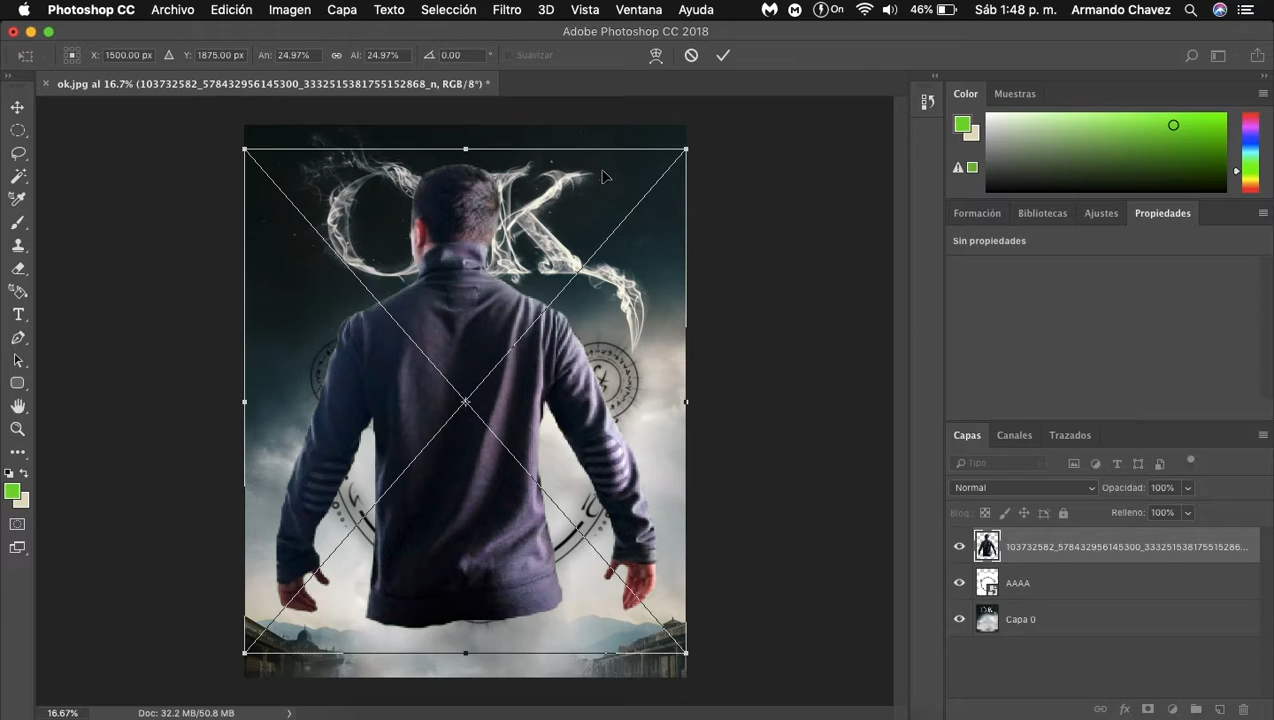 Photoshop CC Archivo Edición Imagen Capa Texto Selección Filtro 3D Vista Ventana Ayuda On 46% Sáb 1:48 p. m. Armando Chavez
Adobe Photoshop CC 2018
X: 1500.00 px Y: 1875.00 px An: 24.97% Al: 24.97% 0.00 ° Suavizar
× ok.jpg al 16.7% (103732582_578432956145300_3332515381755152868_n, RGB/8*) *
Color Muestras
OK
Formación Bibliotecas Ajustes Propiedades
Sin propiedades
Capas Canales Trazados
Tipo
Normal Opacidad: 100%
Bloq.: Relleno: 100%
103732582_578432956145300_333251538175515286...
AAAA
Capa 0
16.67% Doc: 32.2 MB/50.8 MB